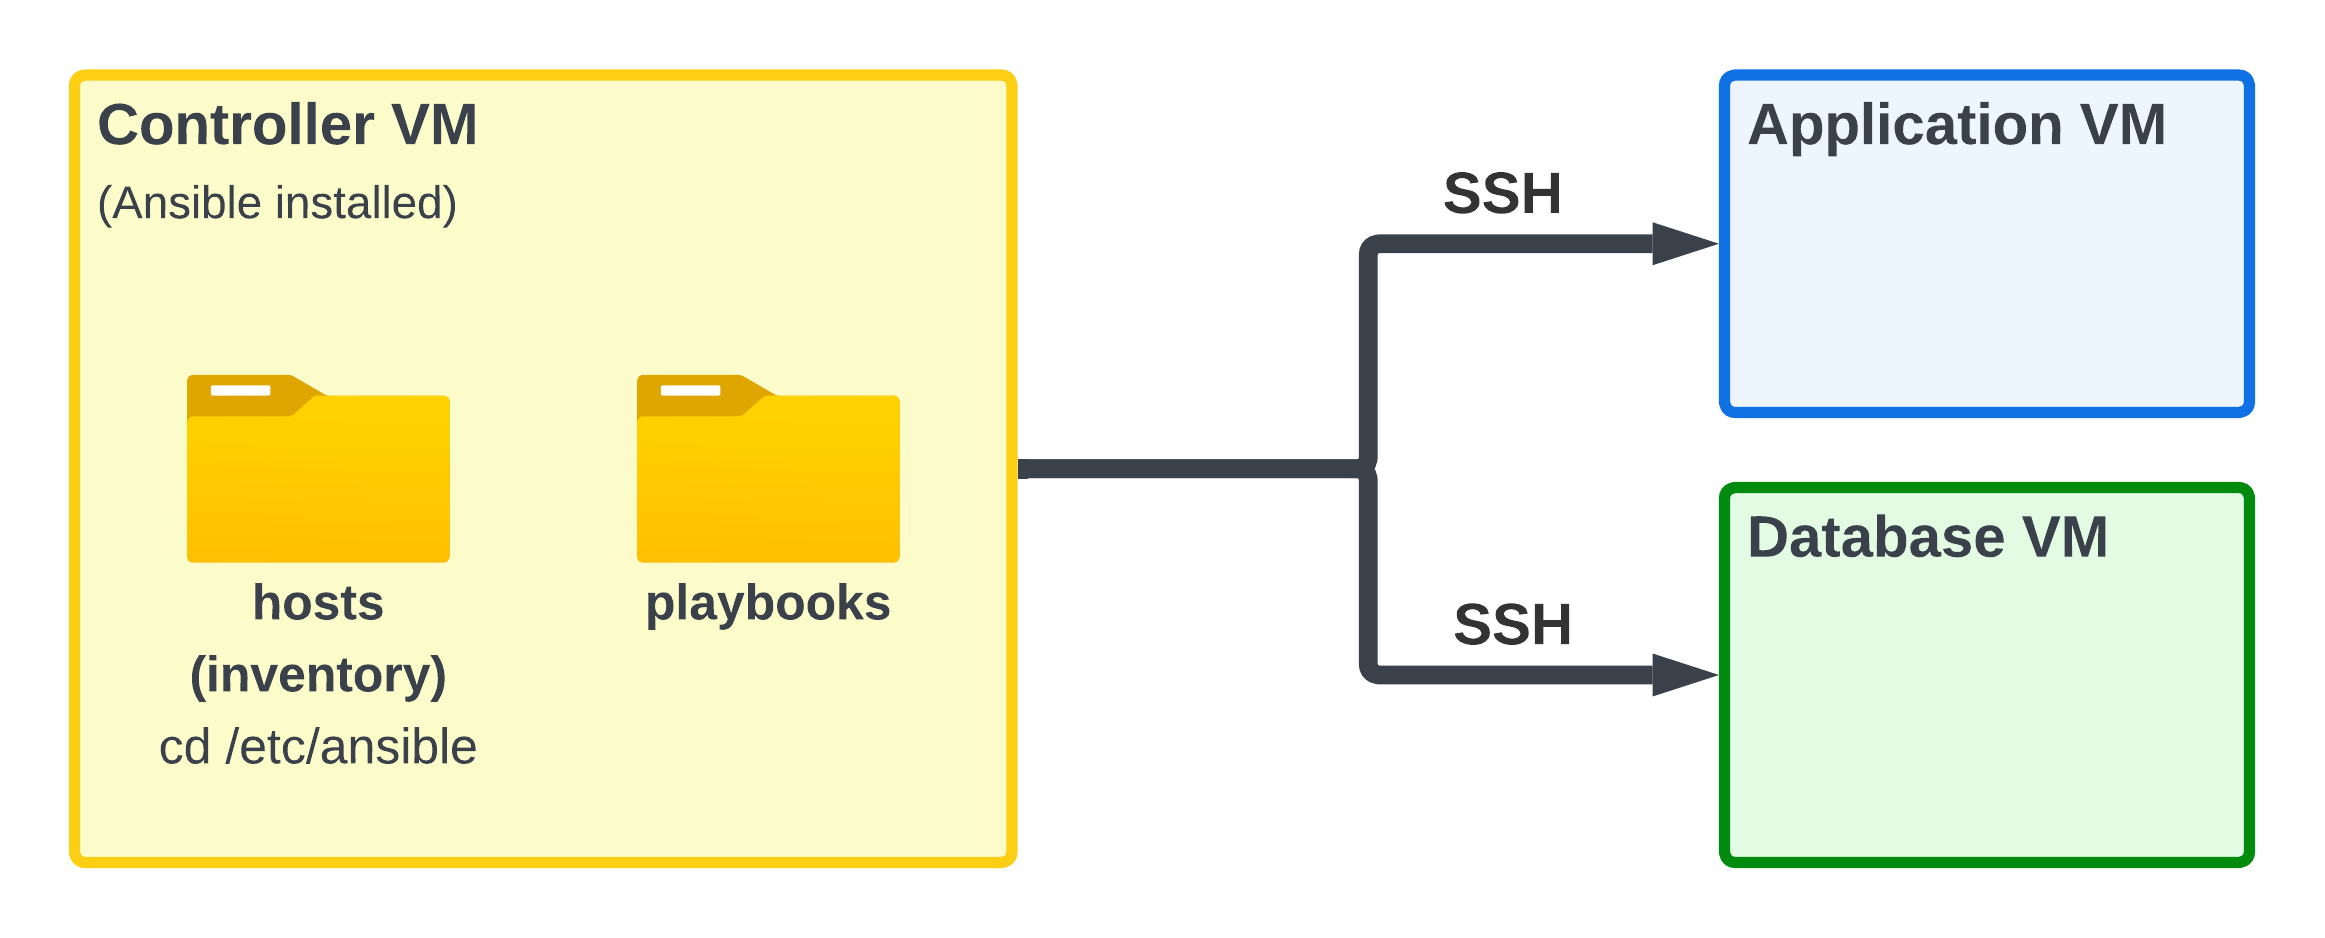 Controller VM
(Ansible installed)
hosts
(inventory)
cd /etc/ansible
playbooks
SSH
SSH
Application VM
Database VM